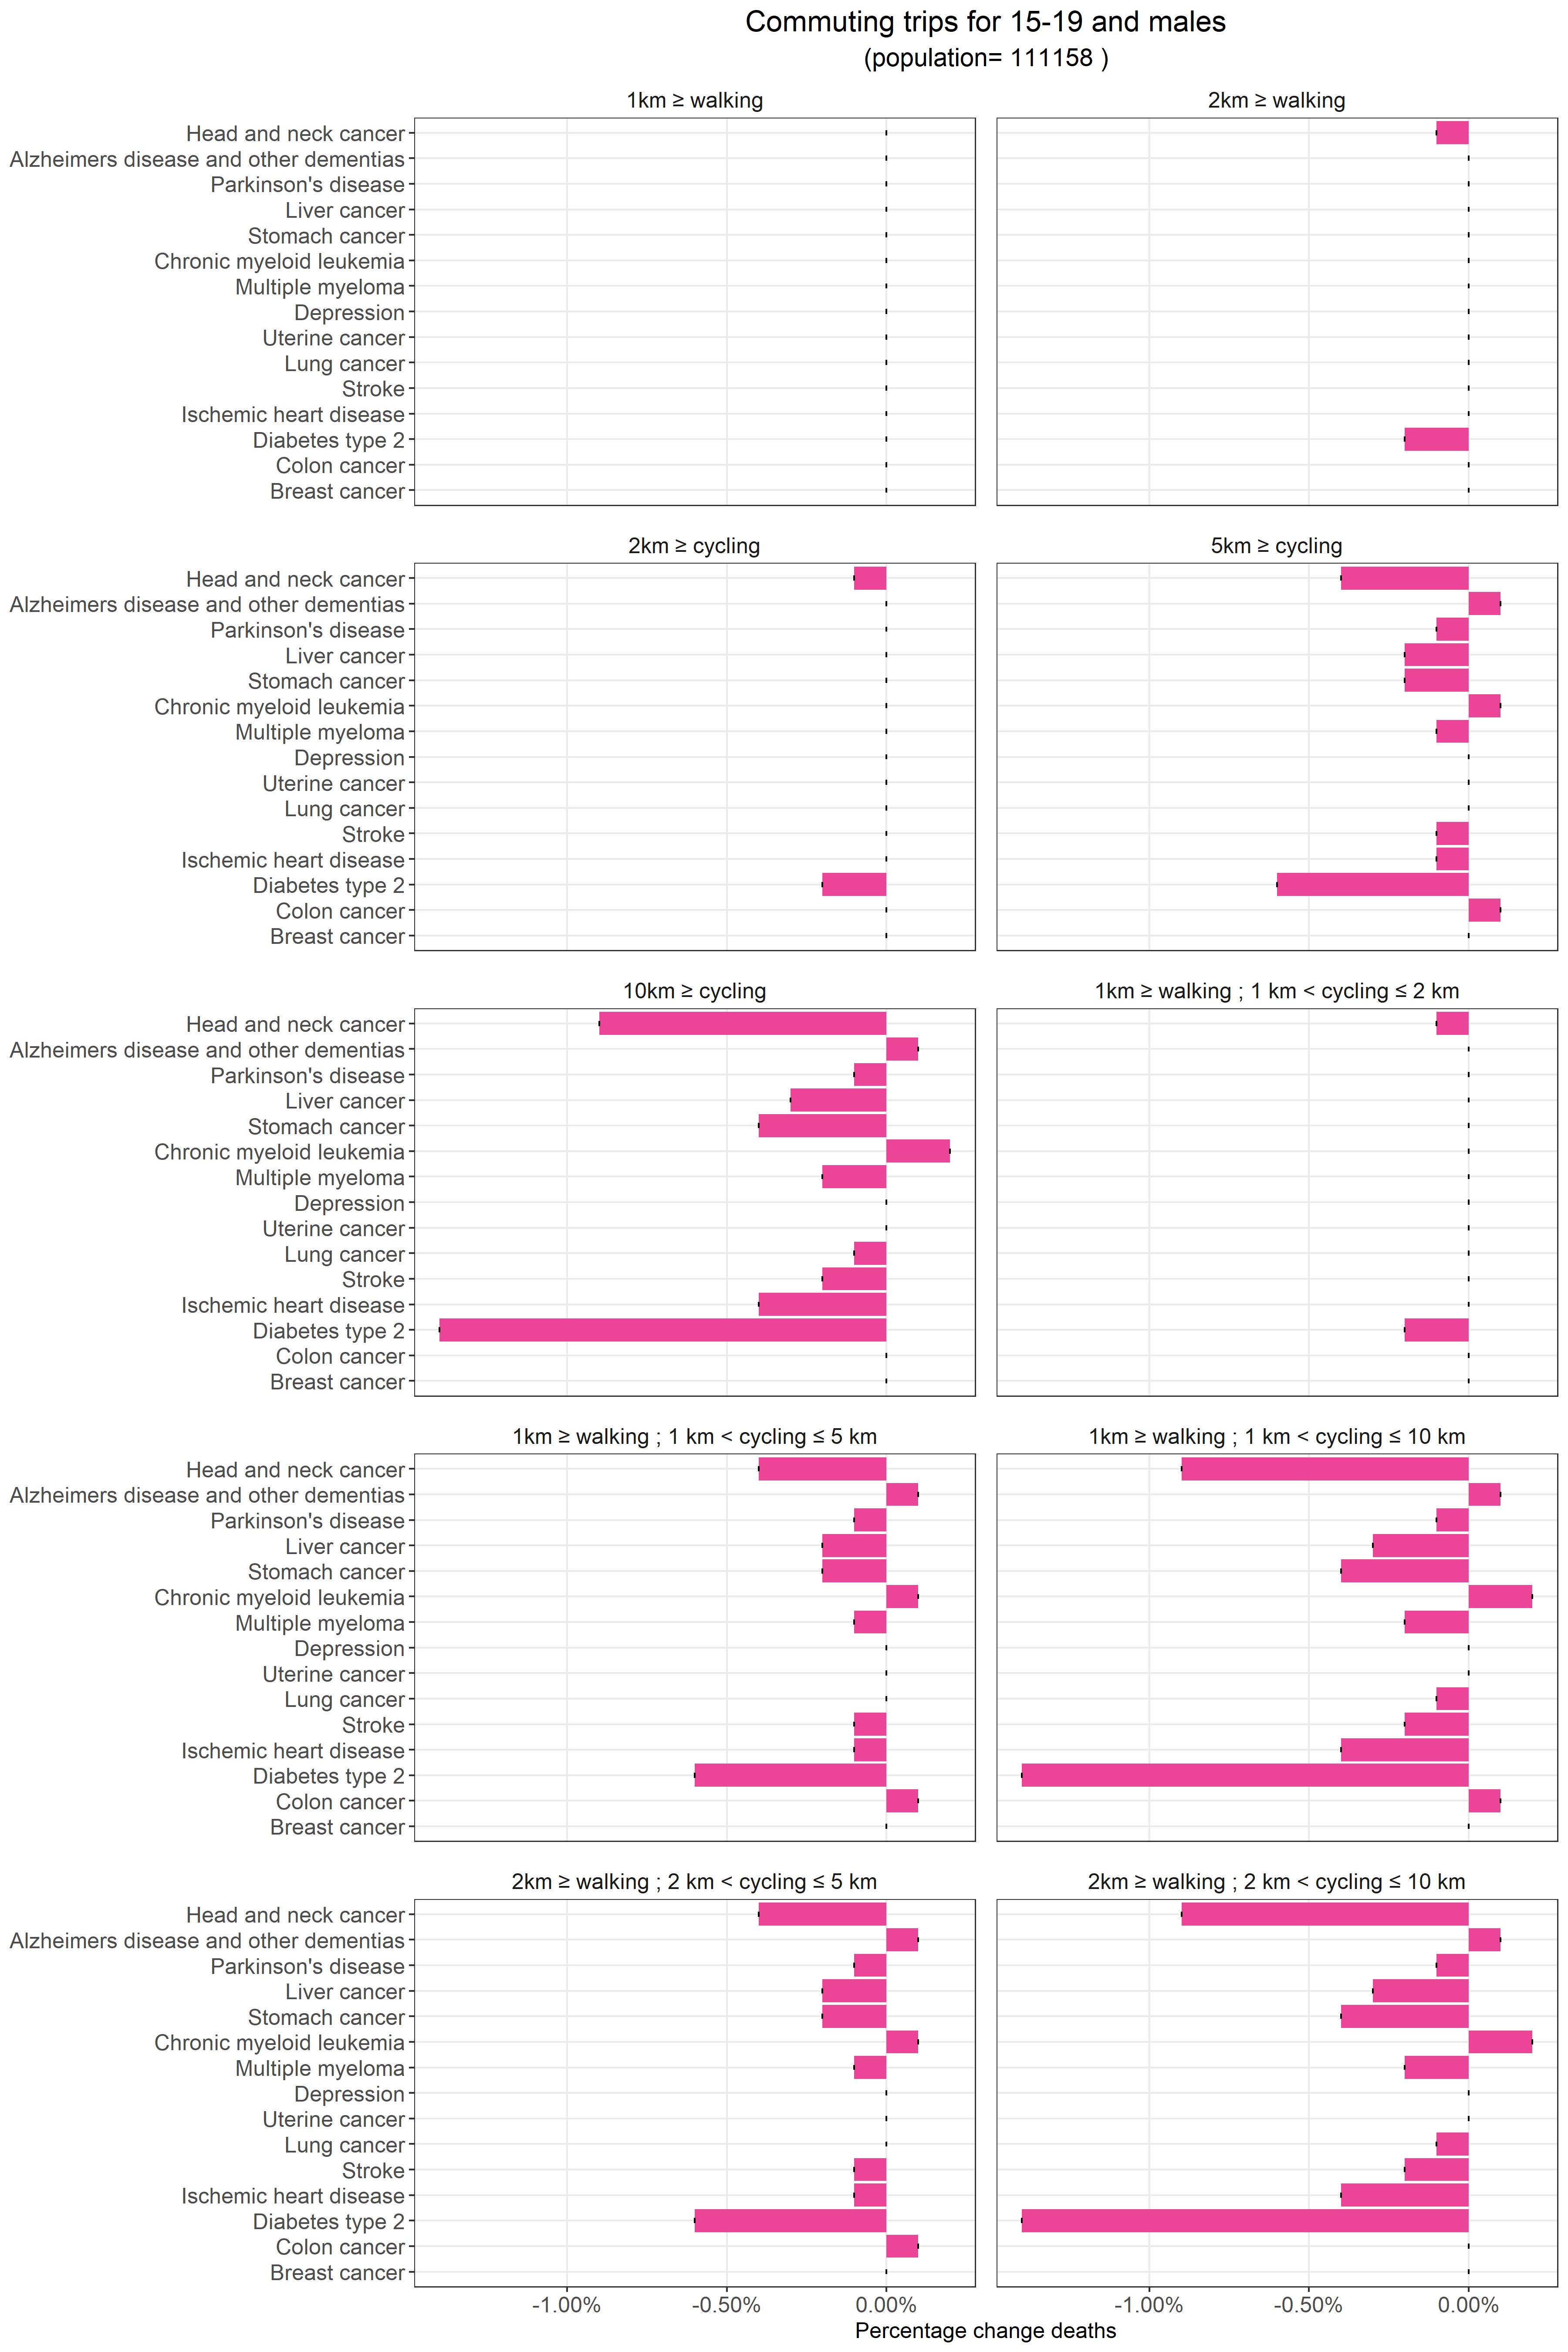 Commuting trips for 15-19 and males
(population= 111158 )
1km ≥ walking
2km ≥ walking
Head and neck cancer
Alzheimers disease and other dementias
Parkinson's disease
Liver cancer
Stomach cancer
Chronic myeloid leukemia
Multiple myeloma
Depression
Uterine cancer
Lung cancer
Stroke
Ischemic heart disease
Diabetes type 2
Colon cancer
Breast cancer
2km ≥ cycling
5km ≥ cycling
Head and neck cancer
Alzheimers disease and other dementias
Parkinson's disease
Liver cancer
Stomach cancer
Chronic myeloid leukemia
Multiple myeloma
Depression
Uterine cancer
Lung cancer
Stroke
Ischemic heart disease
Diabetes type 2
Colon cancer
Breast cancer
10km ≥ cycling
1km ≥ walking ; 1 km < cycling ≤ 2 km
Head and neck cancer
Alzheimers disease and other dementias
Parkinson's disease
Liver cancer
Stomach cancer
Chronic myeloid leukemia
Multiple myeloma
Depression
Uterine cancer
Lung cancer
Stroke
Ischemic heart disease
Diabetes type 2
Colon cancer
Breast cancer
1km ≥ walking ; 1 km < cycling ≤ 5 km
1km ≥ walking ; 1 km < cycling ≤ 10 km
Head and neck cancer
Alzheimers disease and other dementias
Parkinson's disease
Liver cancer
Stomach cancer
Chronic myeloid leukemia
Multiple myeloma
Depression
Uterine cancer
Lung cancer
Stroke
Ischemic heart disease
Diabetes type 2
Colon cancer
Breast cancer
2km ≥ walking ; 2 km < cycling ≤ 5 km
2km ≥ walking ; 2 km < cycling ≤ 10 km
Head and neck cancer
Alzheimers disease and other dementias
Parkinson's disease
Liver cancer
Stomach cancer
Chronic myeloid leukemia
Multiple myeloma
Depression
Uterine cancer
Lung cancer
Stroke
Ischemic heart disease
Diabetes type 2
Colon cancer
Breast cancer
-1.00% -0.50% 0.00% -1.00% -0.50% 0.00%
Percentage change deaths